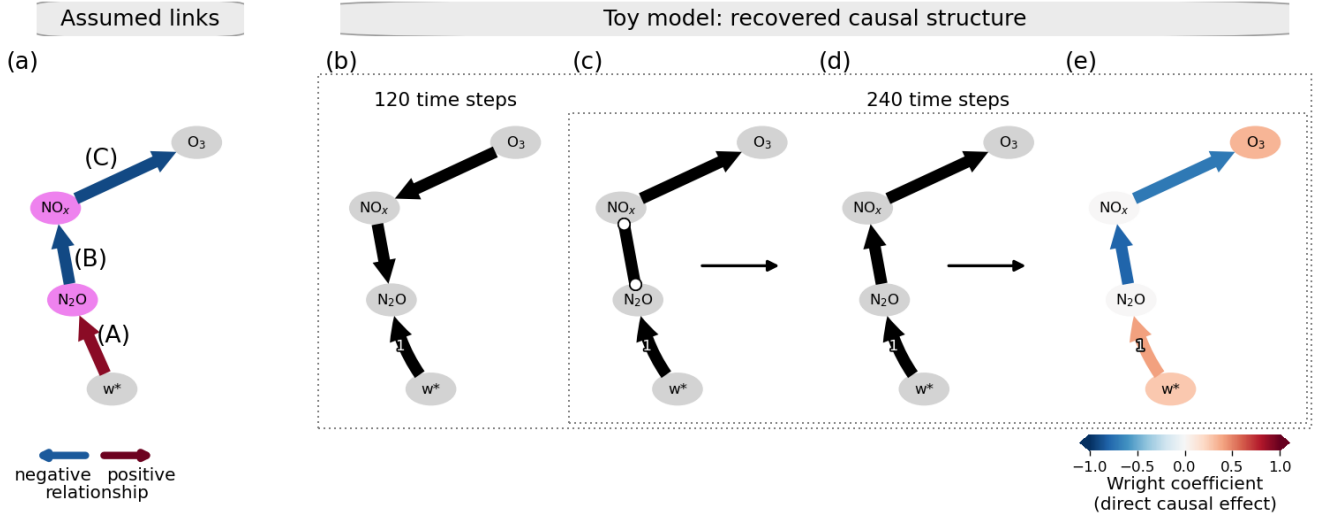 Assumed links
Toy model: recovered causal structure
(a)
(b)
(c)
(d)
(e)
120 time steps
240 time steps
O₃
(C)
NOₓ
(B)
N₂O
(A)
w*
O₃
NOₓ
N₂O
1
w*
O₃
NOₓ
N₂O
1
w*
O₃
NOₓ
N₂O
1
w*
O₃
NOₓ
N₂O
1
w*
negative positive
relationship
−1.0 −0.5 0.0 0.5 1.0
Wright coefficient
(direct causal effect)